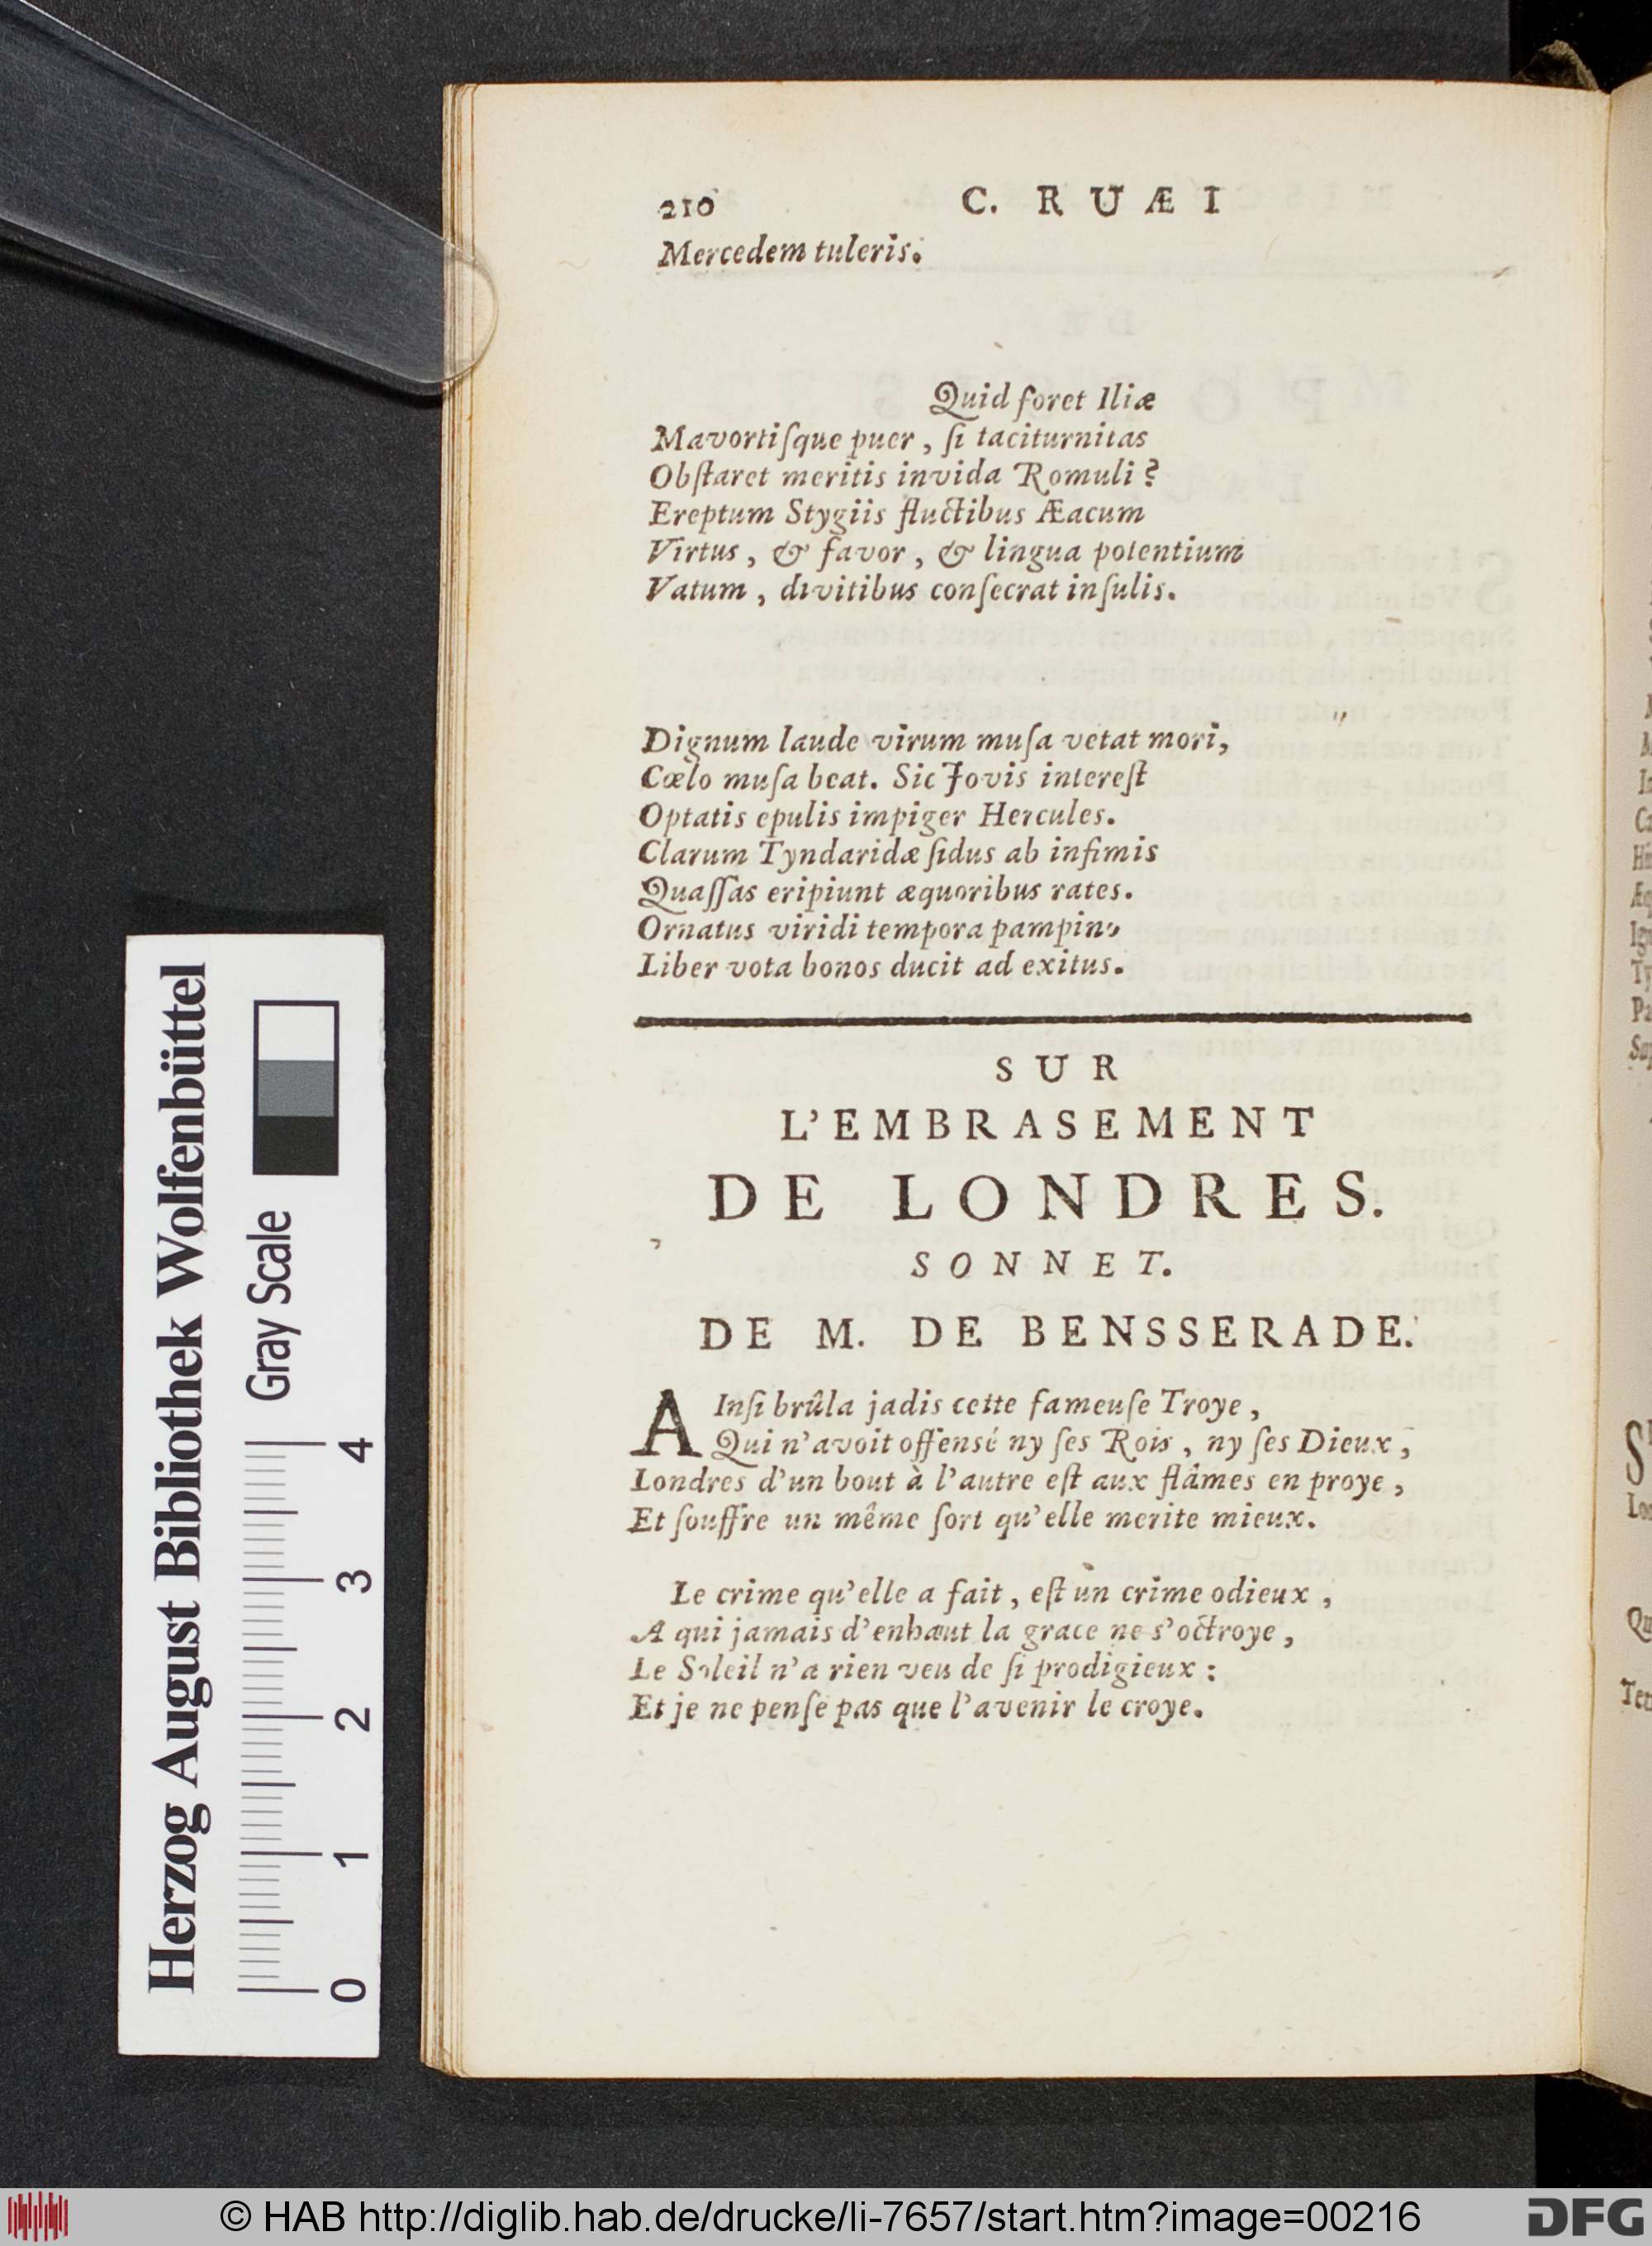 210 C. RUÆI
Mercedem tuleris.
Quid foret Iliæ
Mavortiſque puer, ſi taciturnitas
Obſtaret meritis invida Romuli?
Ereptum Stygiis fluctibus Æacum
Virtus, & favor, & lingua potentium
Vatum, divitibus conſecrat inſulis.
Dignum laude virum muſa vetat mori,
Cœlo muſa beat. Sic Jovis intereſt
Optatis epulis impiger Hercules.
Clarum Tyndaridæ ſidus ab infimis
Quaſſas eripiunt æquoribus rates.
Ornatus viridi tempora pampino
Liber vota bonos ducit ad exitus.
SUR
L'EMBRASEMENT
DE LONDRES.
SONNET.
DE M. DE BENSSERADE.
AInſi brûla jadis cette fameuſe Troye,
Qui n'avoit offensé ny ſes Rois, ny ſes Dieux,
Londres d'un bout à l'autre eſt aux flâmes en proye,
Et ſouffre un même ſort qu'elle merite mieux.
Le crime qu'elle a fait, eſt un crime odieux,
A qui jamais d'enhaut la grace ne s'octroye,
Le Soleil n'a rien veu de ſi prodigieux:
Et je ne penſe pas que l'avenir le croye.
Herzog August Bibliothek Wolfenbüttel
Gray Scale
0 1 2 3 4
© HAB http://diglib.hab.de/drucke/li-7657/start.htm?image=00216
DFG